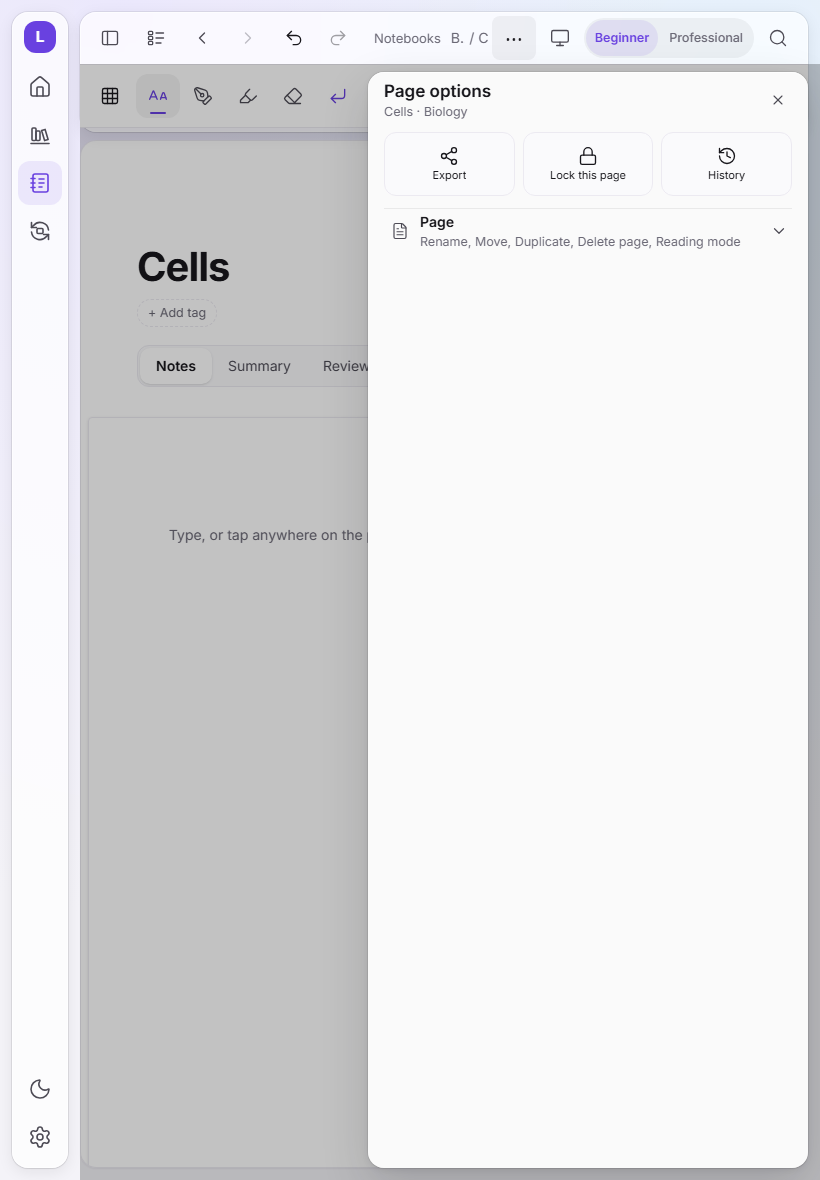 L
Notebooks B. / C
Beginner Professional
Page options
Cells · Biology
Export Lock this page History
Page
Rename, Move, Duplicate, Delete page, Reading mode
Aa
Cells
+ Add tag
Notes Summary Review
Type, or tap anywhere on the